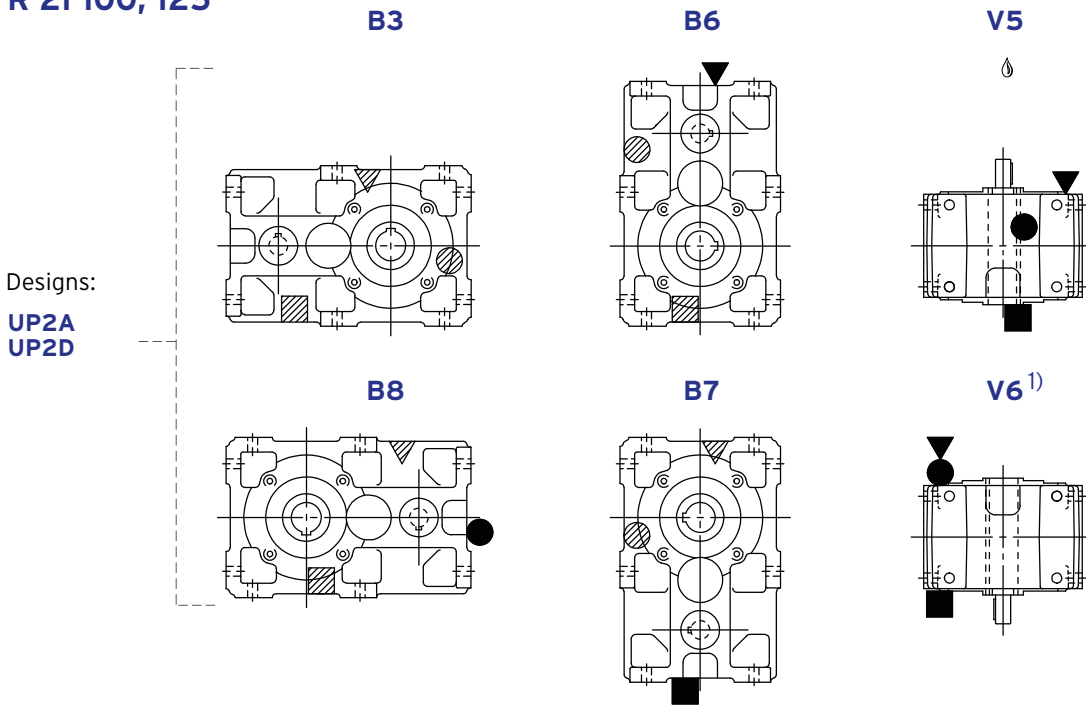 R 2I 100, 125
B3
B6
V5
Designs:
UP2A
UP2D
B8
B7
V6 1)